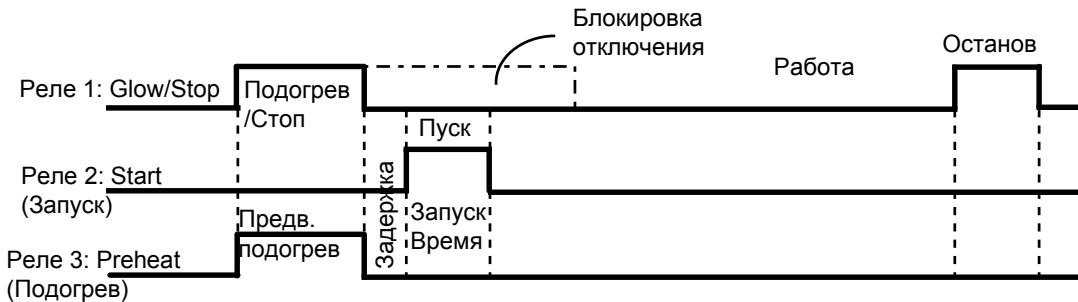 Блокировка
отключения
Останов
Работа
Реле 1: Glow/Stop
Подогрев
/Стоп
Пуск
Реле 2: Start
(Запуск)
Задержка
Запуск
Время
Предв.
подогрев
Реле 3: Preheat
(Подогрев)